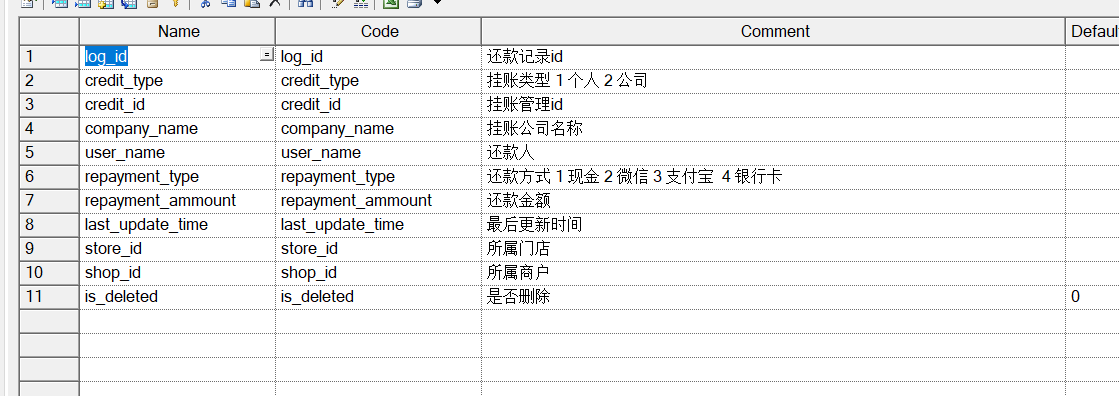 Name Code Comment Defau
1 log_id = log_id 还款记录id
2 credit_type credit_type 挂账类型 1 个人 2 公司
3 credit_id credit_id 挂账管理id
4 company_name company_name 挂账公司名称
5 user_name user_name 还款人
6 repayment_type repayment_type 还款方式 1 现金 2 微信 3 支付宝 4 银行卡
7 repayment_ammount repayment_ammount 还款金额
8 last_update_time last_update_time 最后更新时间
9 store_id store_id 所属门店
10 shop_id shop_id 所属商户
11 is_deleted is_deleted 是否删除 0